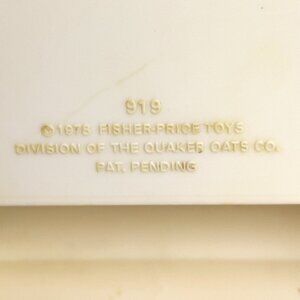 919
© 1978 FISHER-PRICE TOYS
DIVISION OF THE QUAKER OATS CO.
PAT. PENDING